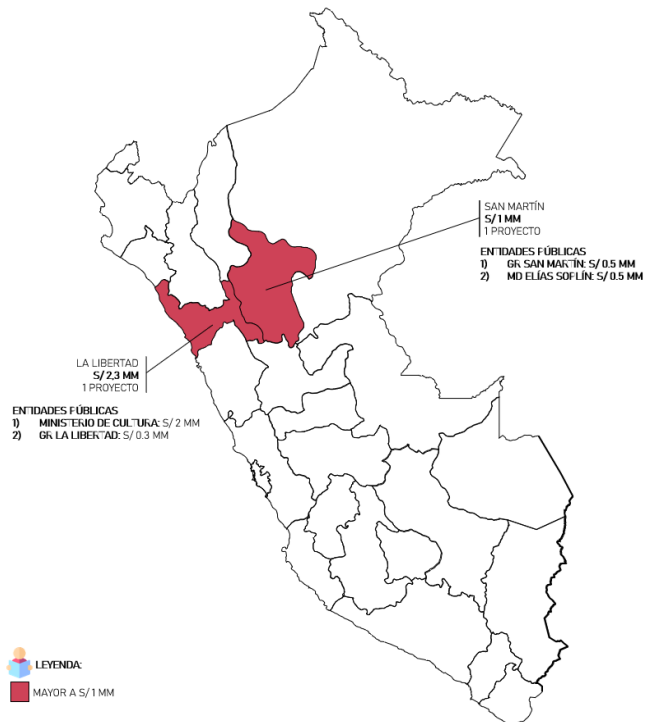 SAN MARTÍN
S/1 MM
1 PROYECTO
ENTIDADES PÚBLICAS
1) GR SAN MARTÍN: S/ 0.5 MM
2) MD ELÍAS SOPLÍN: S/ 0.5 MM
LA LIBERTAD
S/ 2,3 MM
1 PROYECTO
ENTIDADES PÚBLICAS
1) MINISTERIO DE CULTURA: S/ 2 MM
2) GR LA LIBERTAD: S/ 0.3 MM
LEYENDA:
MAYOR A S/ 1 MM